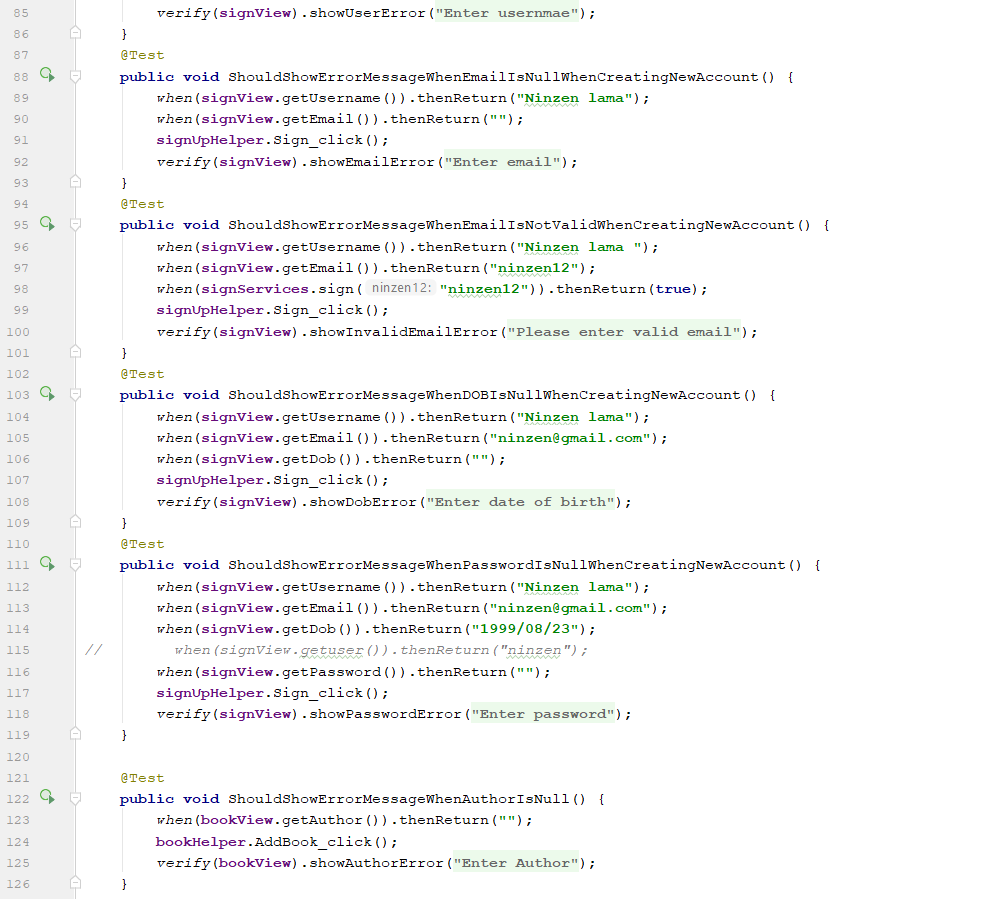 85 verify(signView).showUserError("Enter usernmae");
86 }
87 @Test
88 public void ShouldShowErrorMessageWhenEmailIsNullWhenCreatingNewAccount() {
89 when(signView.getUsername()).thenReturn("Ninzen lama");
90 when(signView.getEmail()).thenReturn("");
91 signUpHelper.Sign_click();
92 verify(signView).showEmailError("Enter email");
93 }
94 @Test
95 public void ShouldShowErrorMessageWhenEmailIsNotValidWhenCreatingNewAccount() {
96 when(signView.getUsername()).thenReturn("Ninzen lama ");
97 when(signView.getEmail()).thenReturn("ninzen12");
98 when(signServices.sign( ninzen12: "ninzen12")).thenReturn(true);
99 signUpHelper.Sign_click();
100 verify(signView).showInvalidEmailError("Please enter valid email");
101 }
102 @Test
103 public void ShouldShowErrorMessageWhenDOBIsNullWhenCreatingNewAccount() {
104 when(signView.getUsername()).thenReturn("Ninzen lama");
105 when(signView.getEmail()).thenReturn("ninzen@gmail.com");
106 when(signView.getDob()).thenReturn("");
107 signUpHelper.Sign_click();
108 verify(signView).showDobError("Enter date of birth");
109 }
110 @Test
111 public void ShouldShowErrorMessageWhenPasswordIsNullWhenCreatingNewAccount() {
112 when(signView.getUsername()).thenReturn("Ninzen lama");
113 when(signView.getEmail()).thenReturn("ninzen@gmail.com");
114 when(signView.getDob()).thenReturn("1999/08/23");
115 // when(signView.getuser()).thenReturn("ninzen");
116 when(signView.getPassword()).thenReturn("");
117 signUpHelper.Sign_click();
118 verify(signView).showPasswordError("Enter password");
119 }
120
121 @Test
122 public void ShouldShowErrorMessageWhenAuthorIsNull() {
123 when(bookView.getAuthor()).thenReturn("");
124 bookHelper.AddBook_click();
125 verify(bookView).showAuthorError("Enter Author");
126 }